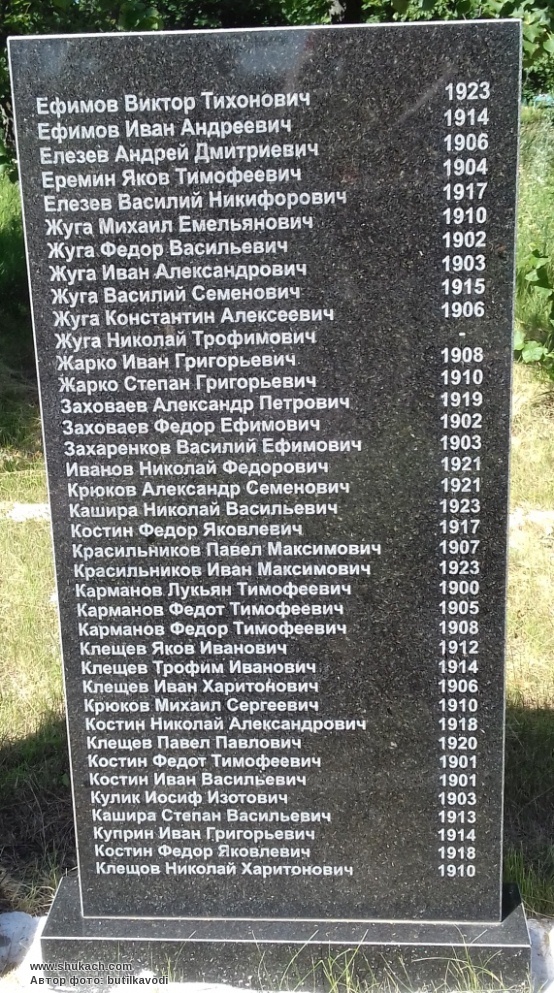 Ефимов Виктор Тихонович 1923
Ефимов Иван Андреевич 1914
Елезев Андрей Дмитриевич 1906
Еремин Яков Тимофеевич 1904
Елезев Василий Никифорович 1917
Жуга Михаил Емельянович 1910
Жуга Федор Васильевич 1902
Жуга Иван Александрович 1903
Жуга Василий Семенович 1915
Жуга Константин Алексеевич 1906
Жуга Николай Трофимович -
Жарко Иван Григорьевич 1908
Жарко Степан Григорьевич 1910
Заховаев Александр Петрович 1919
Заховаев Федор Ефимович 1902
Захаренков Василий Ефимович 1903
Иванов Николай Федорович 1921
Крюков Александр Семенович 1921
Кашира Николай Васильевич 1923
Костин Федор Яковлевич 1917
Красильников Павел Максимович 1907
Красильников Иван Максимович 1923
Карманов Лукьян Тимофеевич 1900
Карманов Федот Тимофеевич 1905
Карманов Федор Тимофеевич 1908
Клещев Яков Иванович 1912
Клещев Трофим Иванович 1914
Клещев Иван Харитонович 1906
Крюков Михаил Сергеевич 1910
Костин Николай Александрович 1918
Клещев Павел Павлович 1920
Костин Федот Тимофеевич 1901
Костин Иван Васильевич 1901
Кулик Иосиф Изотович 1903
Кашира Степан Васильевич 1913
Куприн Иван Григорьевич 1914
Костин Федор Яковлевич 1918
Клещов Николай Харитонович 1910
www.shukach.com
Автор фото: butilkavodi